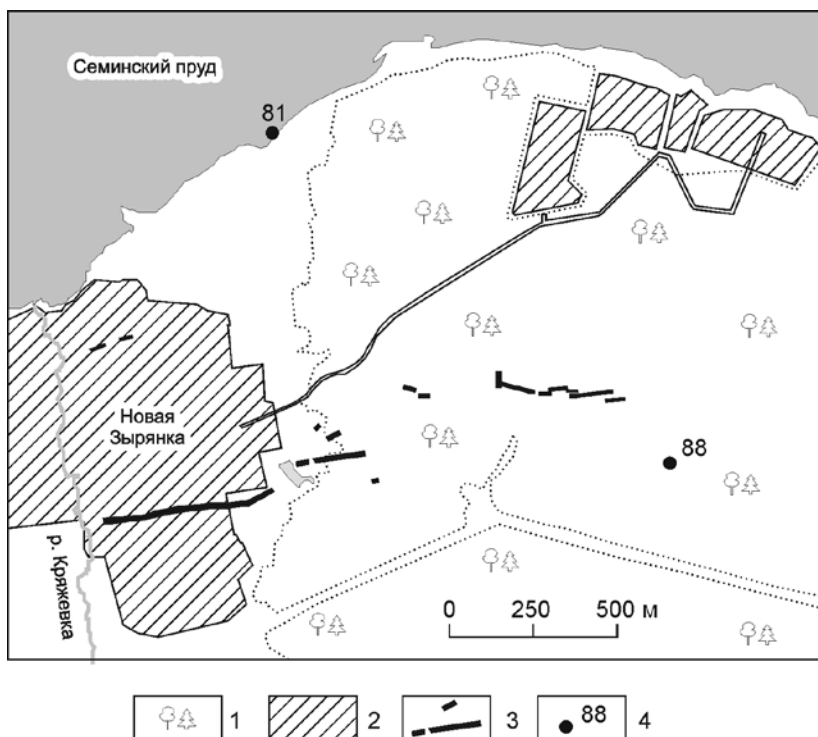 Семинский пруд
81
Новая
Зырянка
88
р. Кряжевка
0 250 500 м
1 2 3 88 4